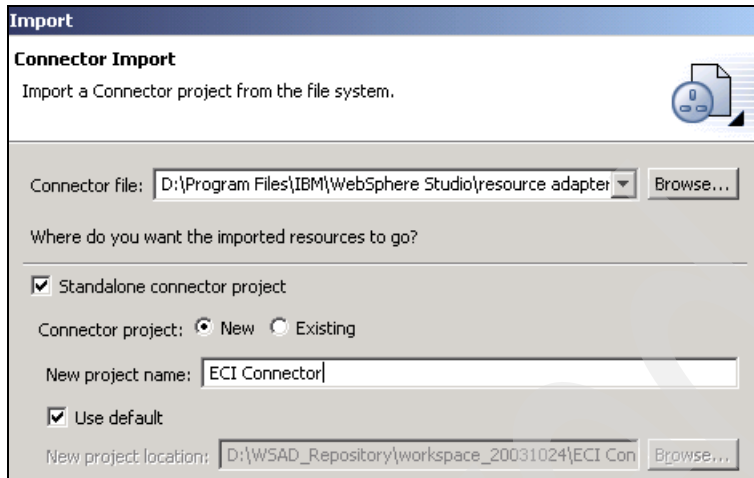 Import
Connector Import
Import a Connector project from the file system.
Connector file: D:\Program Files\IBM\WebSphere Studio\resource adapter Browse...
Where do you want the imported resources to go?
Standalone connector project
Connector project: New Existing
New project name: ECI Connector
Use default
New project location: D:\WSAD_Repository\workspace_20031024\ECI Con Browse...